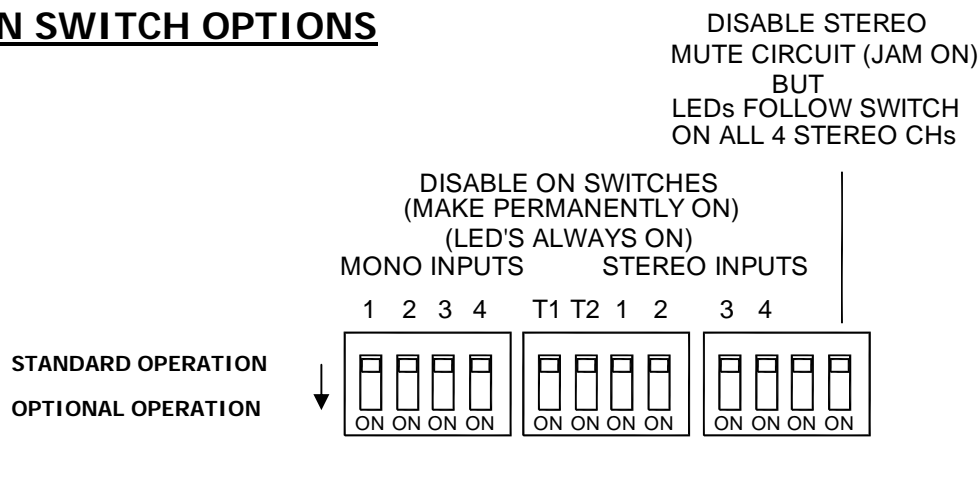 N SWITCH OPTIONS
DISABLE STEREO
MUTE CIRCUIT (JAM ON)
BUT
LEDs FOLLOW SWITCH
ON ALL 4 STEREO CHs
DISABLE ON SWITCHES
(MAKE PERMANENTLY ON)
(LED'S ALWAYS ON)
MONO INPUTS STEREO INPUTS
1 2 3 4 T1 T2 1 2 3 4
STANDARD OPERATION
OPTIONAL OPERATION
ON ON ON ON ON ON ON ON ON ON ON ON